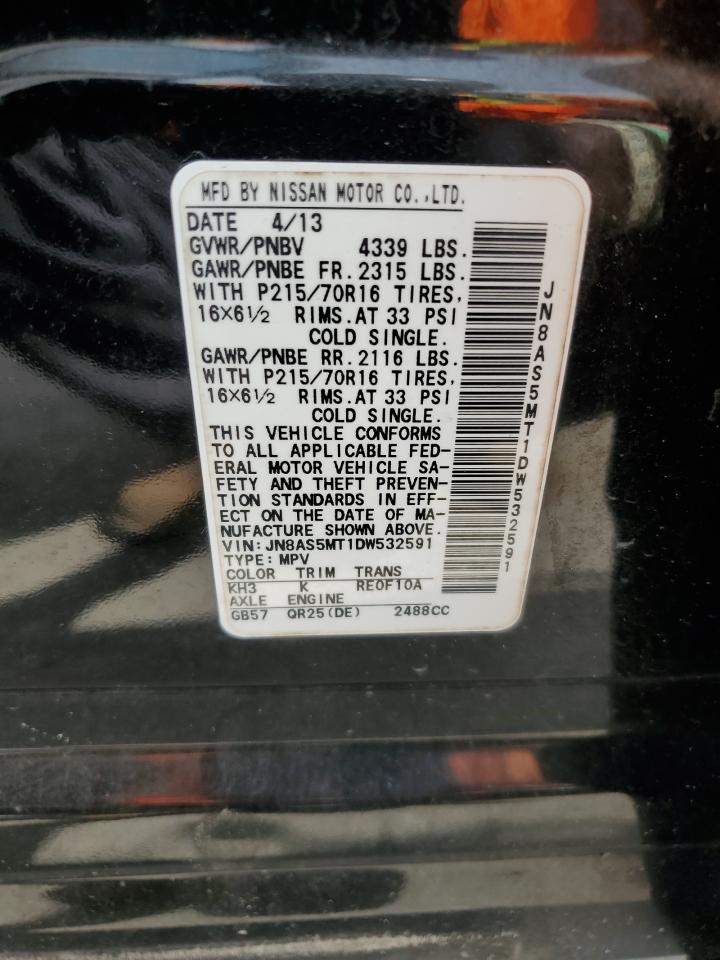 MFD BY NISSAN MOTOR CO.,LTD.
DATE 4/13
GVWR/PNBV 4339 LBS.
GAWR/PNBE FR.2315 LBS.
WITH P215/70R16 TIRES,
16×6½ RIMS.AT 33 PSI
COLD SINGLE.
GAWR/PNBE RR.2116 LBS.
WITH P215/70R16 TIRES,
16×6½ RIMS.AT 33 PSI
COLD SINGLE.
THIS VEHICLE CONFORMS
TO ALL APPLICABLE FED-
ERAL MOTOR VEHICLE SA-
FETY AND THEFT PREVEN-
TION STANDARDS IN EFF-
ECT ON THE DATE OF MA-
NUFACTURE SHOWN ABOVE.
VIN:JN8AS5MT1DW532591
TYPE:MPV
COLOR TRIM TRANS
KH3 K RE0F10A
AXLE ENGINE
GB57 QR25(DE) 2488CC
JN8AS5MT1DW532591